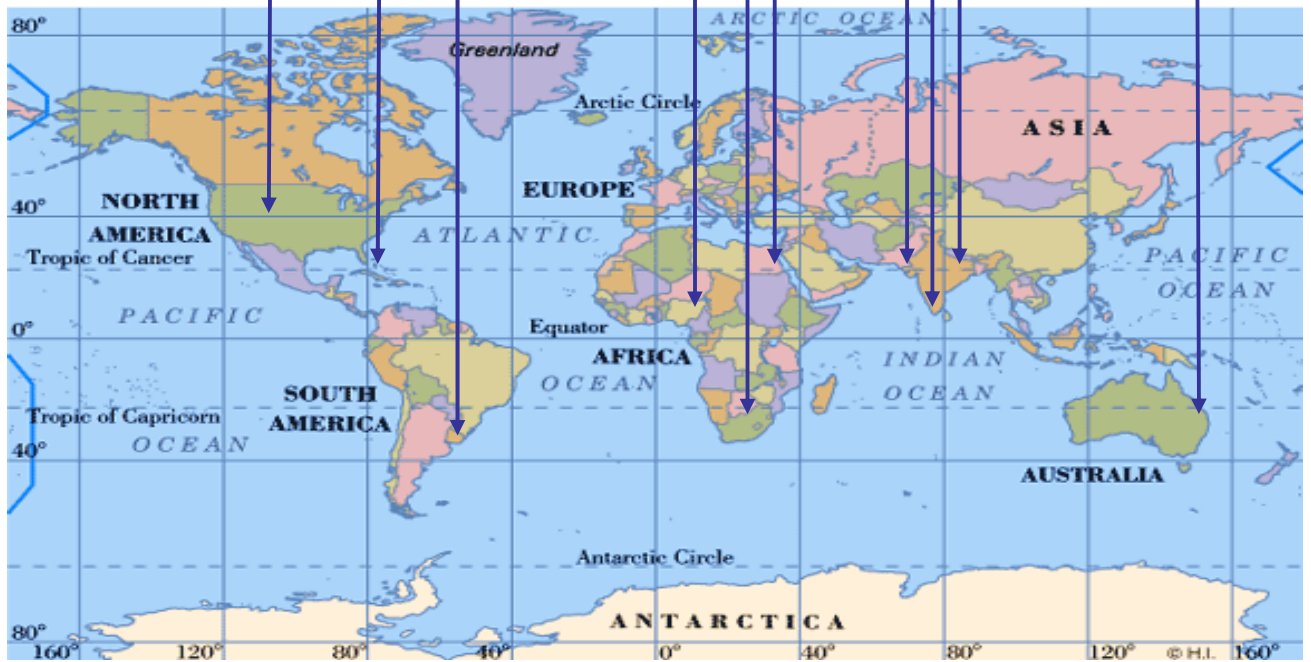 80°
ARCTIC OCEAN
Greenland
Arctic Circle
ASIA
NORTH
AMERICA
EUROPE
40°
ATLANTIC
Tropic of Cancer
PACIFIC
OCEAN
PACIFIC
Equator
0°
AFRICA
INDIAN
OCEAN
OCEAN
SOUTH
AMERICA
Tropic of Capricorn
OCEAN
40°
AUSTRALIA
Antarctic Circle
ANTARCTICA
80°
160° 120° 80° 40° 0° 40° 80° 120° © H.I. 160°